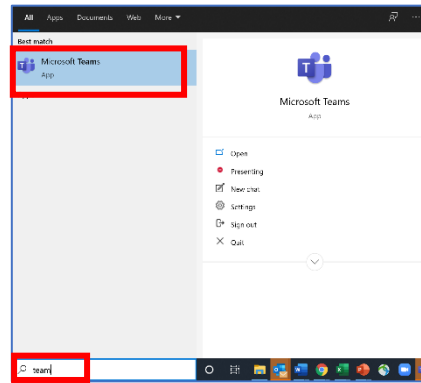 All Apps Documents Web More
Best match
Microsoft Teams
App
Microsoft Teams
App
Open
Presenting
New chat
Settings
Sign out
Quit
team